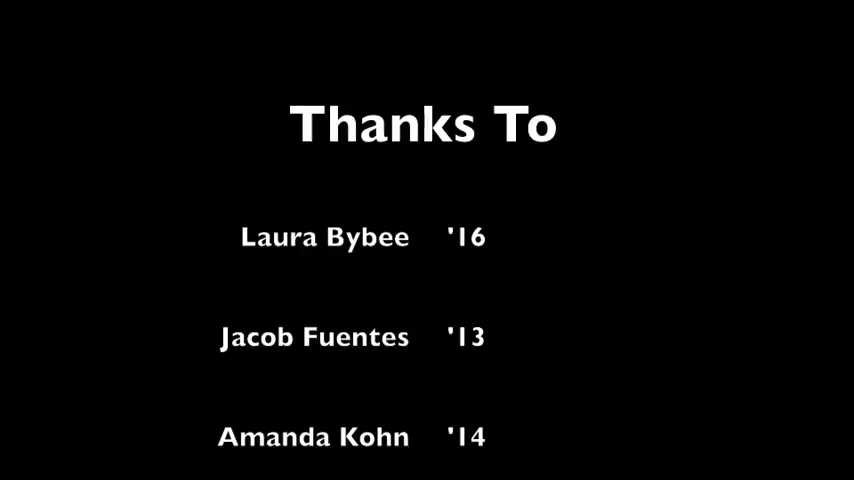 Thanks To
Laura Bybee '16
Jacob Fuentes '13
Amanda Kohn '14